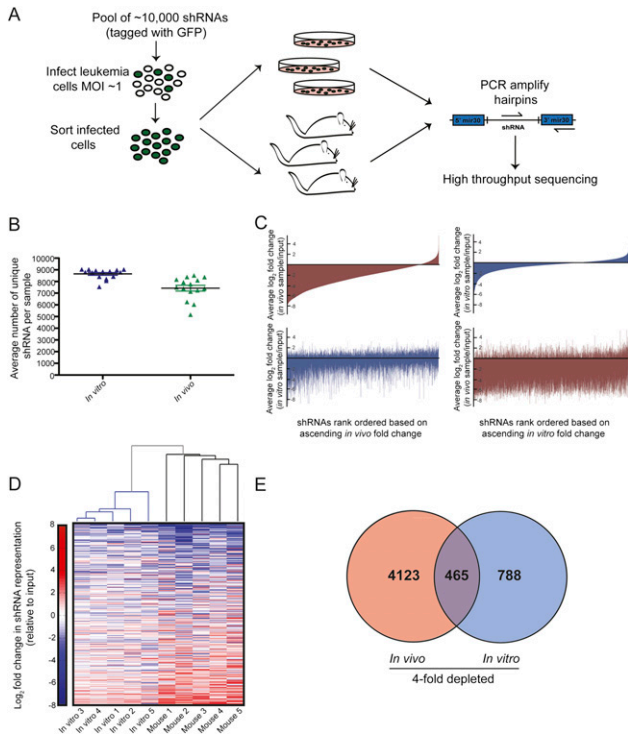 A
Pool of ~10,000 shRNAs
(tagged with GFP)
Infect leukemia
cells MOI ~1
Sort infected
cells
PCR amplify
hairpins
5' mir30
shRNA
3' mir30
High throughput sequencing
B
Average number of unique
shRNA per sample
10000
9000
8000
7000
6000
5000
4000
3000
2000
1000
0
In vitro
In vivo
C
Average log2 fold change
(in vivo sample/input)
Average log2 fold change
(in vitro sample/input)
shRNAs rank ordered based on
ascending in vivo fold change
Average log2 fold change
(in vitro sample/input)
Average log2 fold change
(in vivo sample/input)
shRNAs rank ordered based on
ascending in vitro fold change
D
Log2 fold change in shRNA representation
(relative to input)
8
4
2
0
-2
-4
-8
In vitro 3
In vitro 4
In vitro 1
In vitro 2
In vitro 5
Mouse 1
Mouse 2
Mouse 3
Mouse 4
Mouse 5
E
4123
465
788
In vivo
In vitro
4-fold depleted